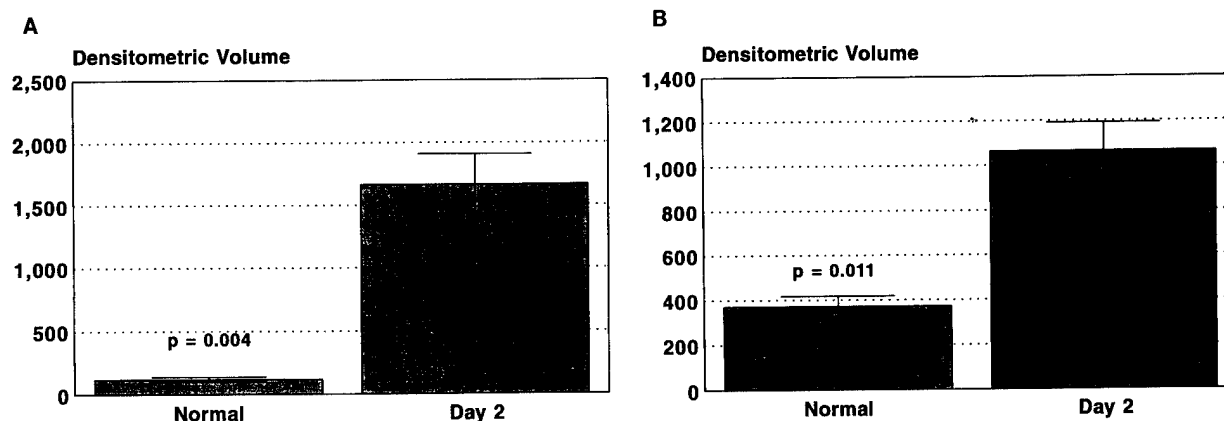 A
Densitometric Volume
2,500
2,000
1,500
1,000
500
0
p = 0.004
Normal
Day 2
B
Densitometric Volume
1,400
1,200
1,000
800
600
400
200
0
p = 0.011
Normal
Day 2